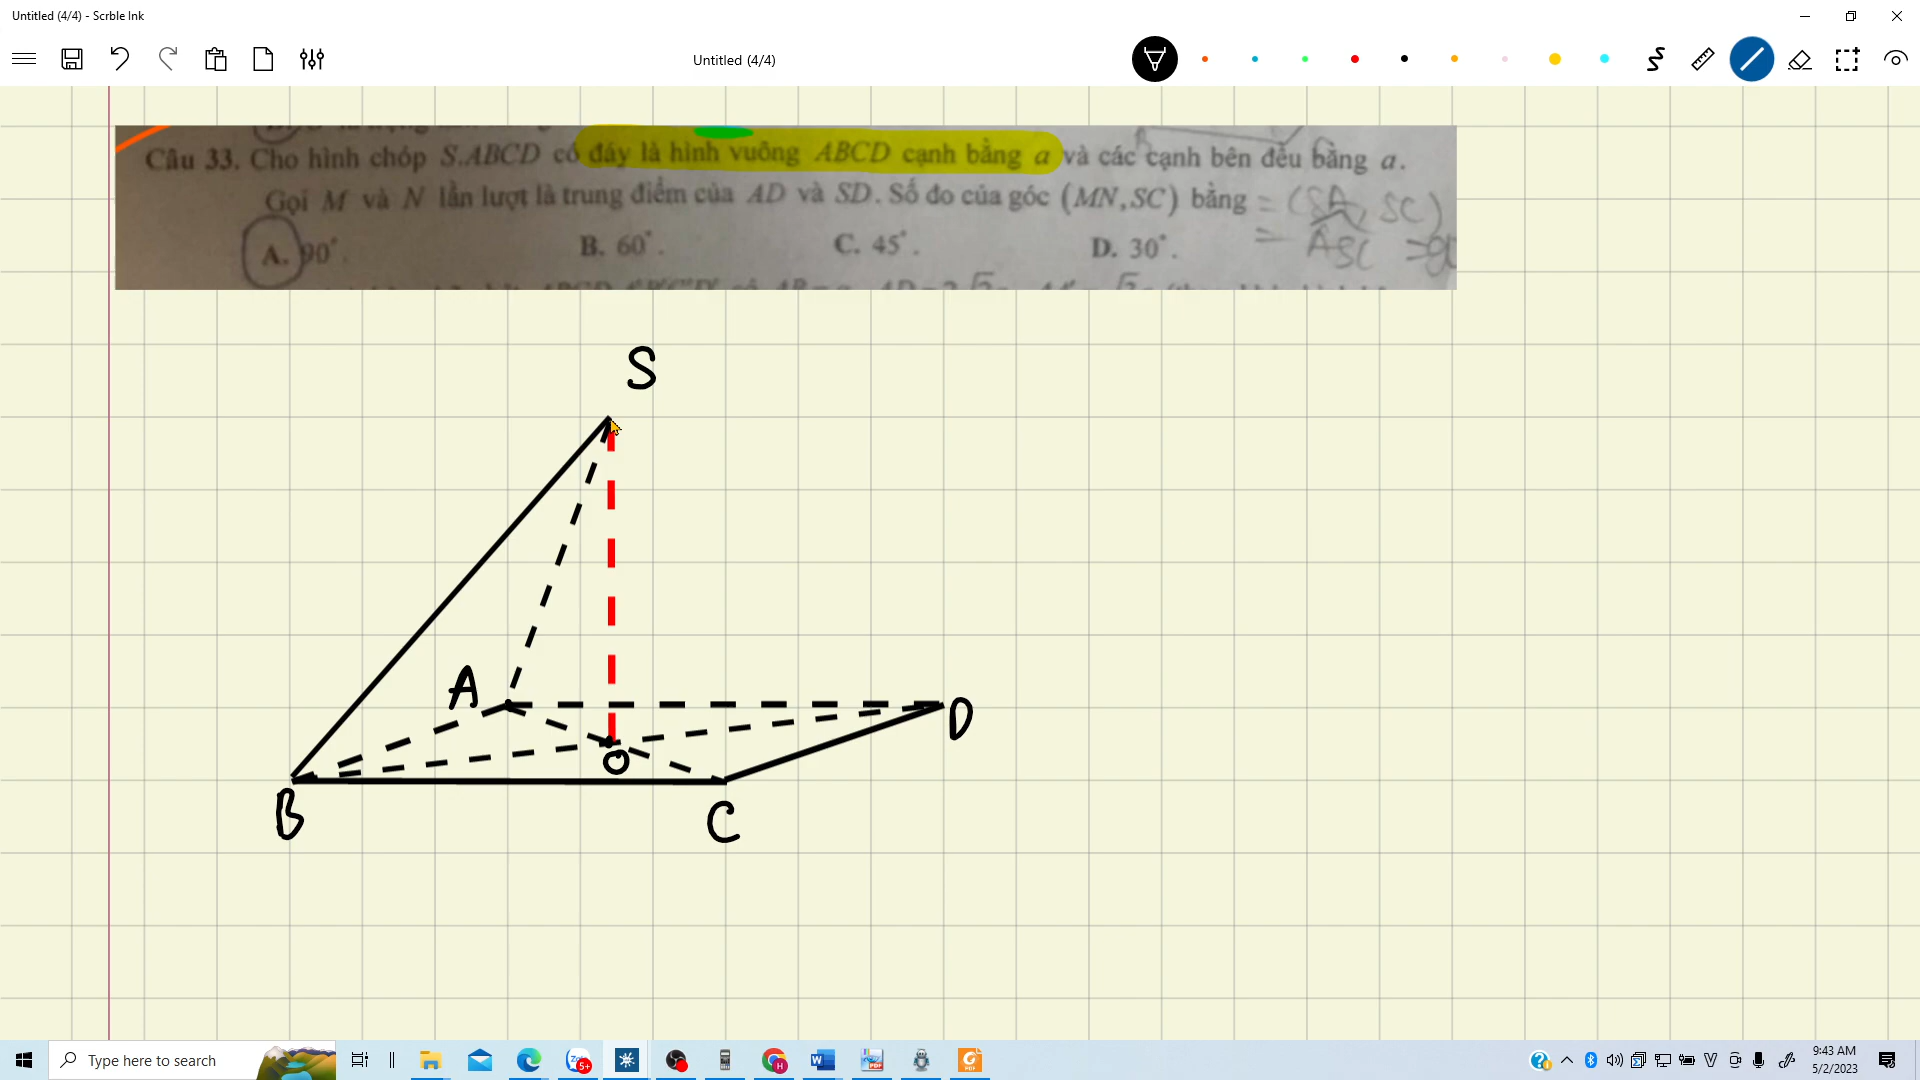 Untitled (4/4) - Scrble Ink
Untitled (4/4)
Câu 33. Cho hình chóp S.ABCD có đáy là hình vuông ABCD cạnh bằng a và các cạnh bên đều bằng a.
Gọi M và N lần lượt là trung điểm của AD và SD. Số đo của góc (MN,SC) bằng = (SA, SC)
A. 90°. B. 60°. C. 45°. D. 30°. = ASC
S
A
D
O
B
C
Type here to search
5+
9:43 AM
5/2/2023